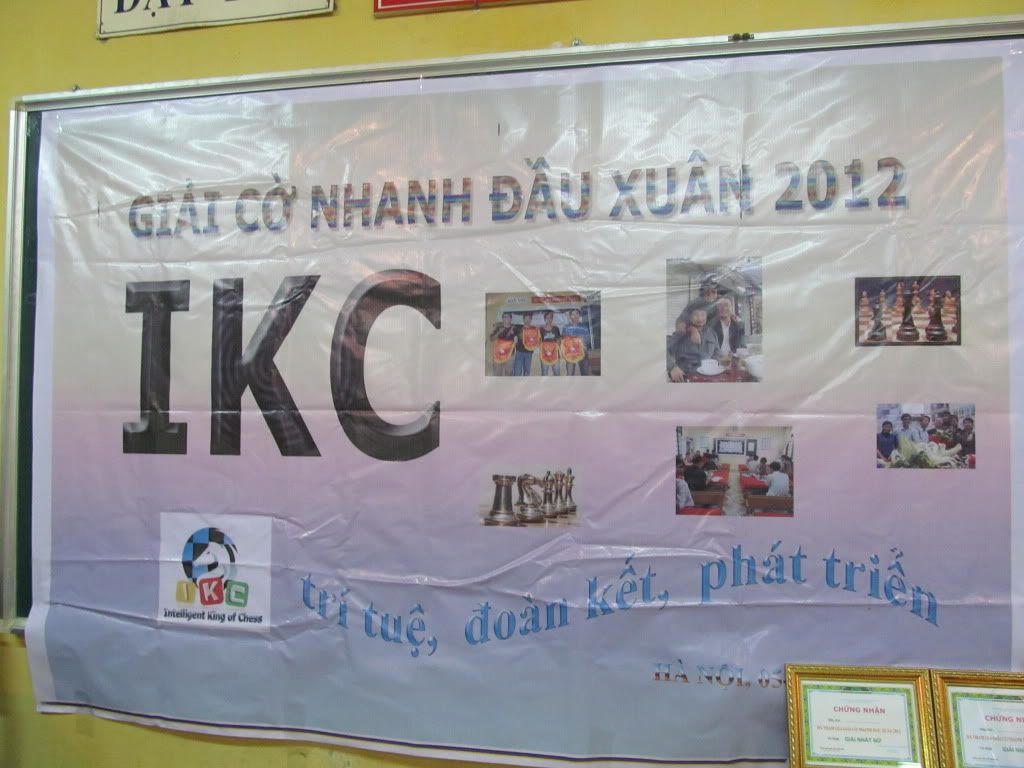 GIẢI CỜ NHANH ĐẦU XUÂN 2012
IKC
IKC
Intelligent King of Chess
trí tuệ, đoàn kết, phát triển
HÀ NỘI, 05
CHỨNG NHẬN
GIẢI NHẤT NỮ
CHỨNG